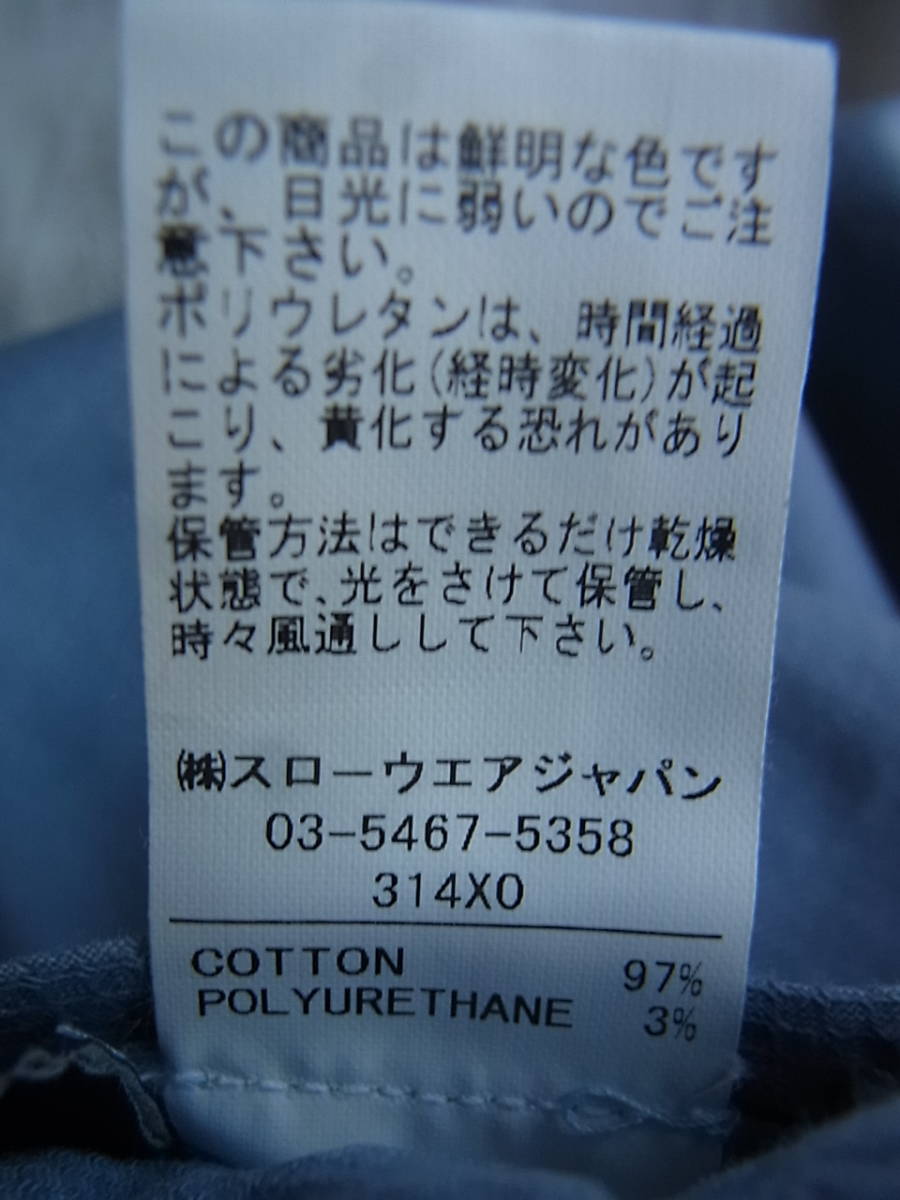 この商品は鮮明な色です
が、日光に弱いのでご注
意下さい。
ポリウレタンは、時間経過
による劣化(経時変化)が起
こり、黄化する恐れがあり
ます。
保管方法はできるだけ乾燥
状態で、光をさけて保管し、
時々風通しして下さい。
㈱スローウエアジャパン
03-5467-5358
314X0
COTTON 97%
POLYURETHANE 3%